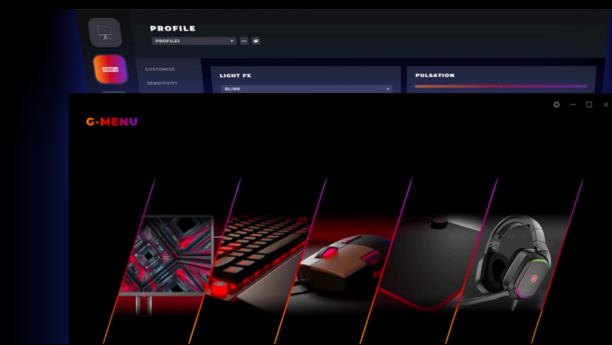 PROFILE
PROFILE1
CUSTOMIZE
SENSITIVITY
LIGHT FX
BLINK
PULSATION
G-MENU